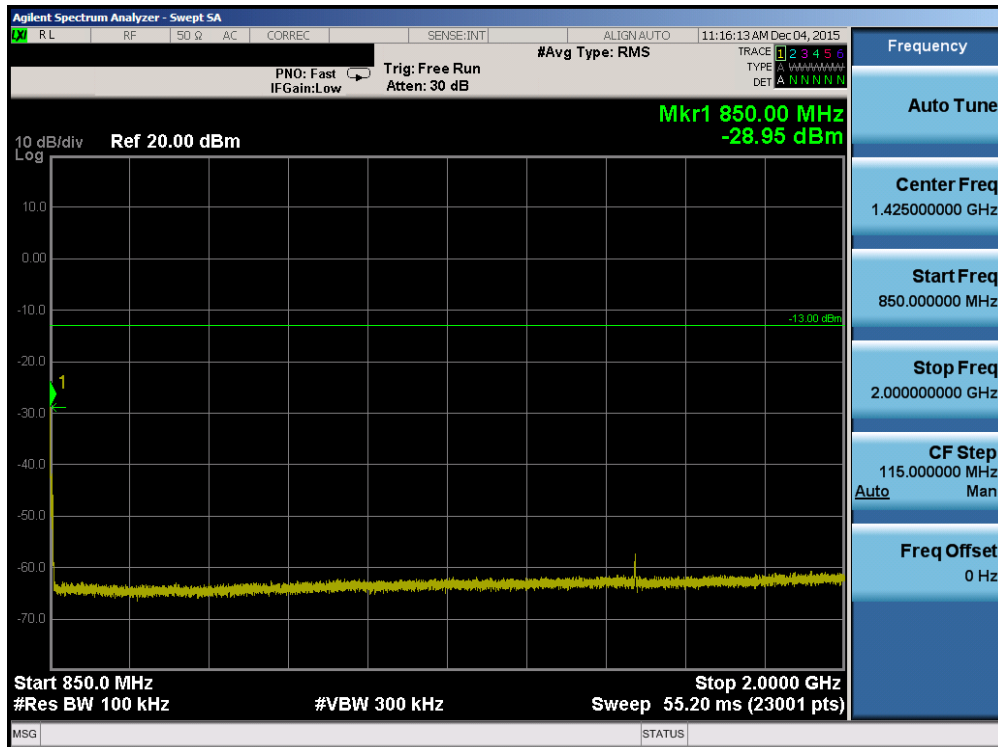 Agilent Spectrum Analyzer - Swept SA
LXI RL RF 50 Ω AC CORREC SENSE:INT ALIGN AUTO 11:16:13 AM Dec 04, 2015
PNO: Fast
IFGain:Low
Trig: Free Run
Atten: 30 dB
#Avg Type: RMS
TRACE 1 2 3 4 5 6
TYPE A WWWWW
DET A N N N N N
Mkr1 850.00 MHz
-28.95 dBm
10 dB/div Ref 20.00 dBm
Log
10.0
0.00
-10.0
-13.00 dBm
-20.0
1
-30.0
-40.0
-50.0
-60.0
-70.0
Start 850.0 MHz Stop 2.0000 GHz
#Res BW 100 kHz #VBW 300 kHz Sweep 55.20 ms (23001 pts)
MSG STATUS
Frequency
Auto Tune
Center Freq
1.425000000 GHz
Start Freq
850.000000 MHz
Stop Freq
2.000000000 GHz
CF Step
115.000000 MHz
Auto Man
Freq Offset
0 Hz